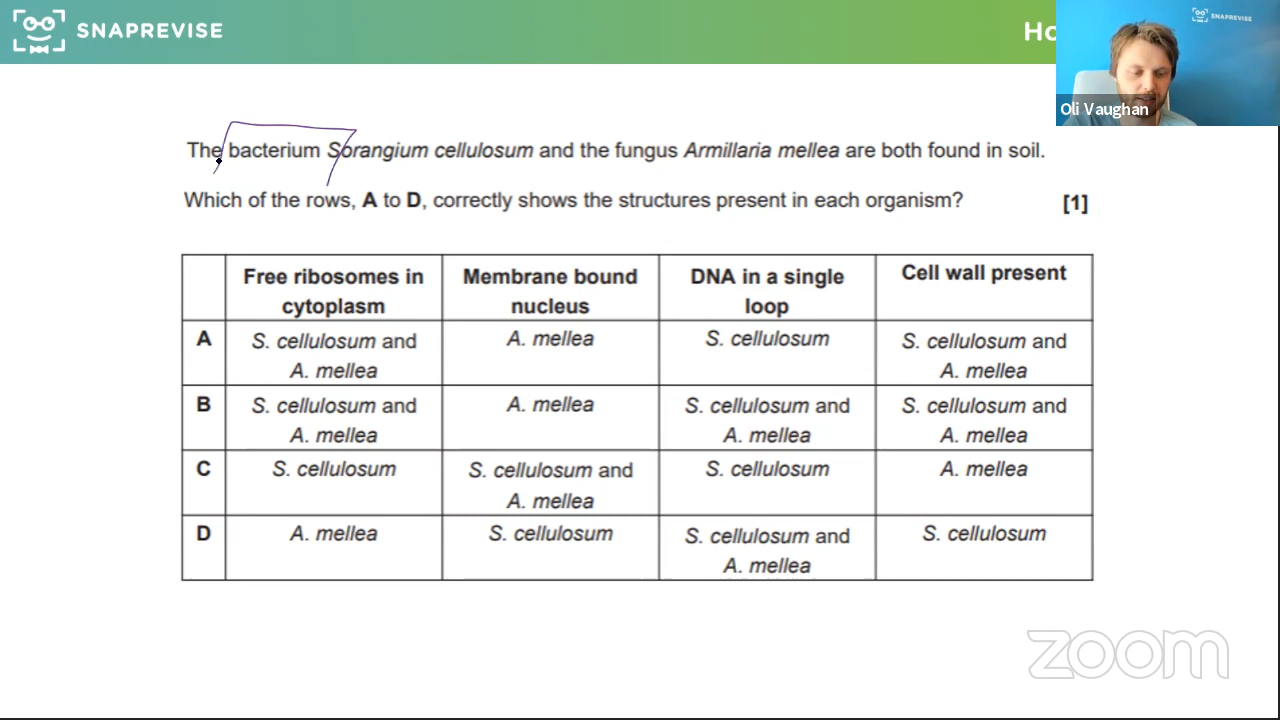 SNAPREVISE
Ho
SNAPREVISE
Oli Vaughan
The bacterium Sorangium cellulosum and the fungus Armillaria mellea are both found in soil.
Which of the rows, A to D, correctly shows the structures present in each organism? [1]
Free ribosomes in cytoplasm
Membrane bound nucleus
DNA in a single loop
Cell wall present
A
S. cellulosum and A. mellea
A. mellea
S. cellulosum
S. cellulosum and A. mellea
B
S. cellulosum and A. mellea
A. mellea
S. cellulosum and A. mellea
S. cellulosum and A. mellea
C
S. cellulosum
S. cellulosum and A. mellea
S. cellulosum
A. mellea
D
A. mellea
S. cellulosum
S. cellulosum and A. mellea
S. cellulosum
zoom